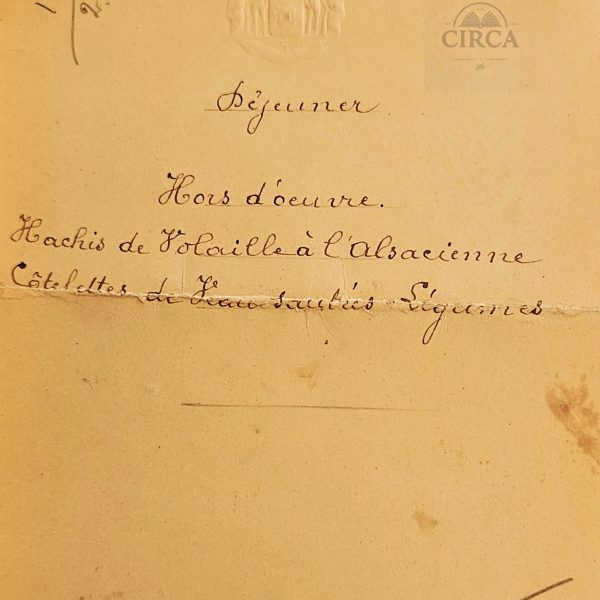 CIRCA
Déjeuner
Hors d'oeuvre.
Hachis de Volaille à l'Alsacienne
Côtelettes de Veau sautées Légumes